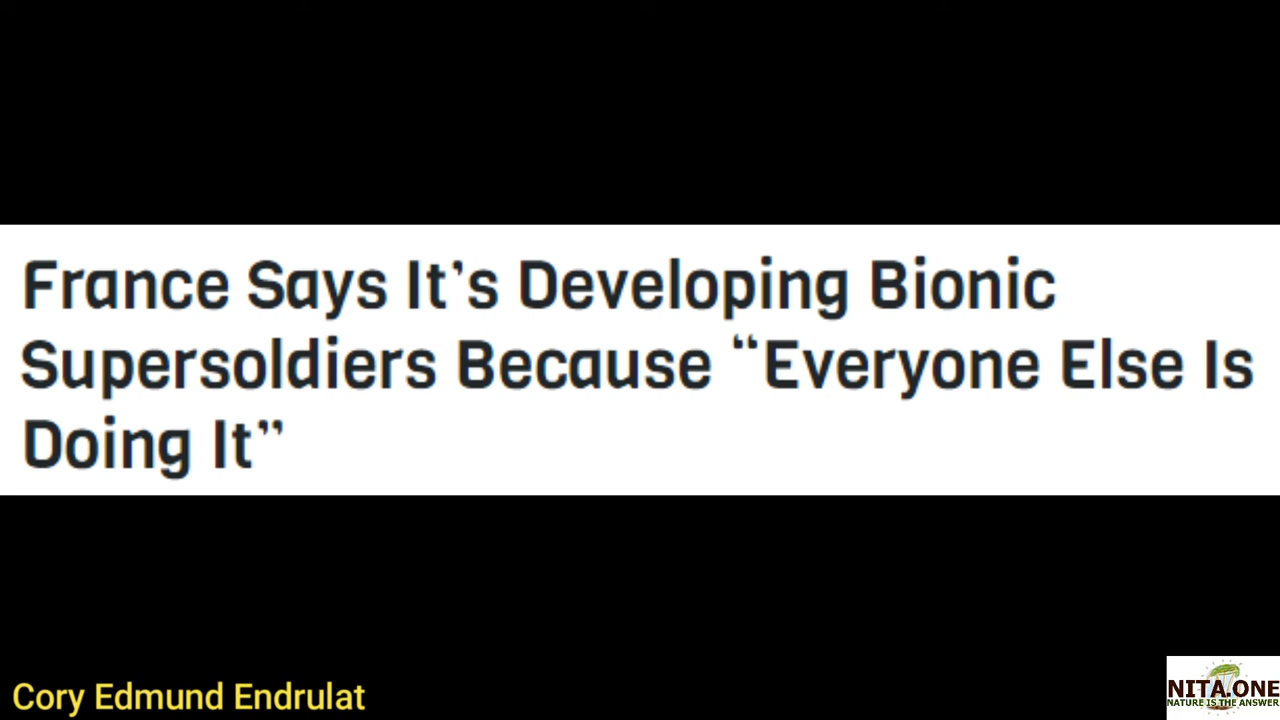 France Says It’s Developing Bionic
Supersoldiers Because “Everyone Else Is
Doing It”
Cory Edmund Endrulat
NITA.ONE
NATURE IS THE ANSWER